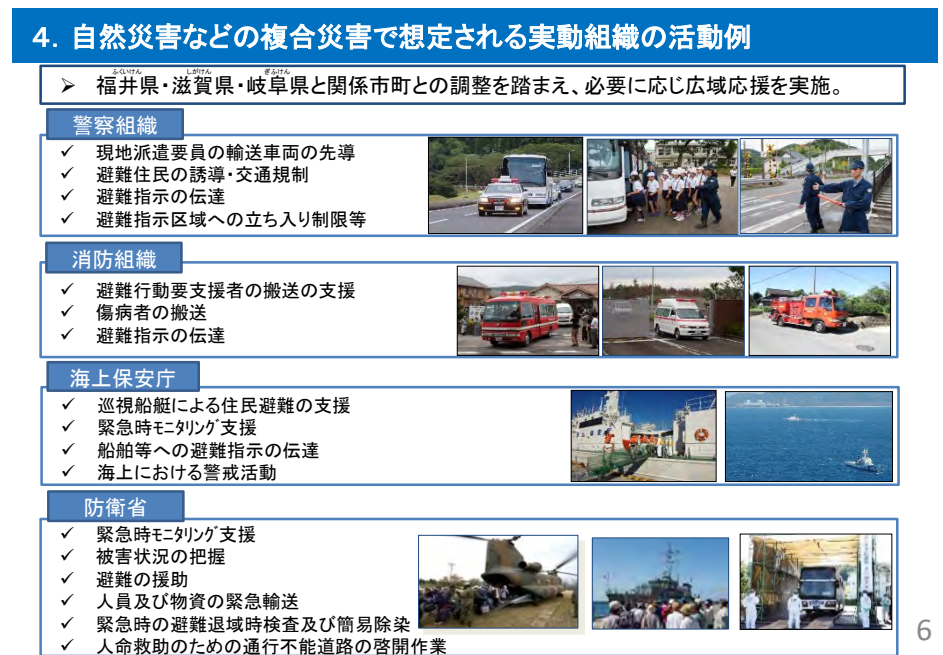 4．自然災害などの複合災害で想定される実動組織の活動例
ふくいけん しがけん ぎふけん
➢ 福井県・滋賀県・岐阜県と関係市町との調整を踏まえ、必要に応じ広域応援を実施。
警察組織
✓ 現地派遣要員の輸送車両の先導
✓ 避難住民の誘導・交通規制
✓ 避難指示の伝達
✓ 避難指示区域への立ち入り制限等
消防組織
✓ 避難行動要支援者の搬送の支援
✓ 傷病者の搬送
✓ 避難指示の伝達
海上保安庁
✓ 巡視船艇による住民避難の支援
✓ 緊急時ﾓﾆﾀﾘﾝｸﾞ支援
✓ 船舶等への避難指示の伝達
✓ 海上における警戒活動
防衛省
✓ 緊急時ﾓﾆﾀﾘﾝｸﾞ支援
✓ 被害状況の把握
✓ 避難の援助
✓ 人員及び物資の緊急輸送
✓ 緊急時の避難退域時検査及び簡易除染
✓ 人命救助のための通行不能道路の啓開作業
6